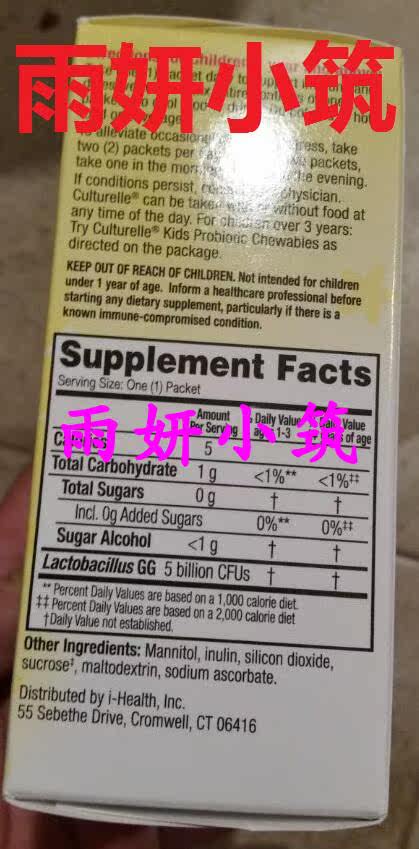 雨妍小筑
To alleviate occasional
two (2) packets per
take one in the the evening.
If conditions persist, physician.
Culturelle® can be taken without food at
any time of the day. For children over 3 years:
Try Culturelle® Kids Probiotic Chewables as
directed on the package.
KEEP OUT OF REACH OF CHILDREN. Not intended for children
under 1 year of age. Inform a healthcare professional before
starting any dietary supplement, particularly if there is a
known immune-compromised condition.
Supplement Facts
Serving Size: One (1) Packet
雨妍小筑
Amount
Per Serving
Daily Value
1-3
Value
of age
Calories 5
Total Carbohydrate 1 g <1%** <1%‡‡
Total Sugars 0 g † †
Incl. 0g Added Sugars 0%** 0%‡‡
Sugar Alcohol <1 g † †
Lactobacillus GG 5 billion CFUs † †
** Percent Daily Values are based on a 1,000 calorie diet.
‡‡ Percent Daily Values are based on a 2,000 calorie diet
†Daily Value not established.
Other Ingredients: Mannitol, inulin, silicon dioxide,
sucrose‡, maltodextrin, sodium ascorbate.
Distributed by i-Health, Inc.
55 Sebethe Drive, Cromwell, CT 06416